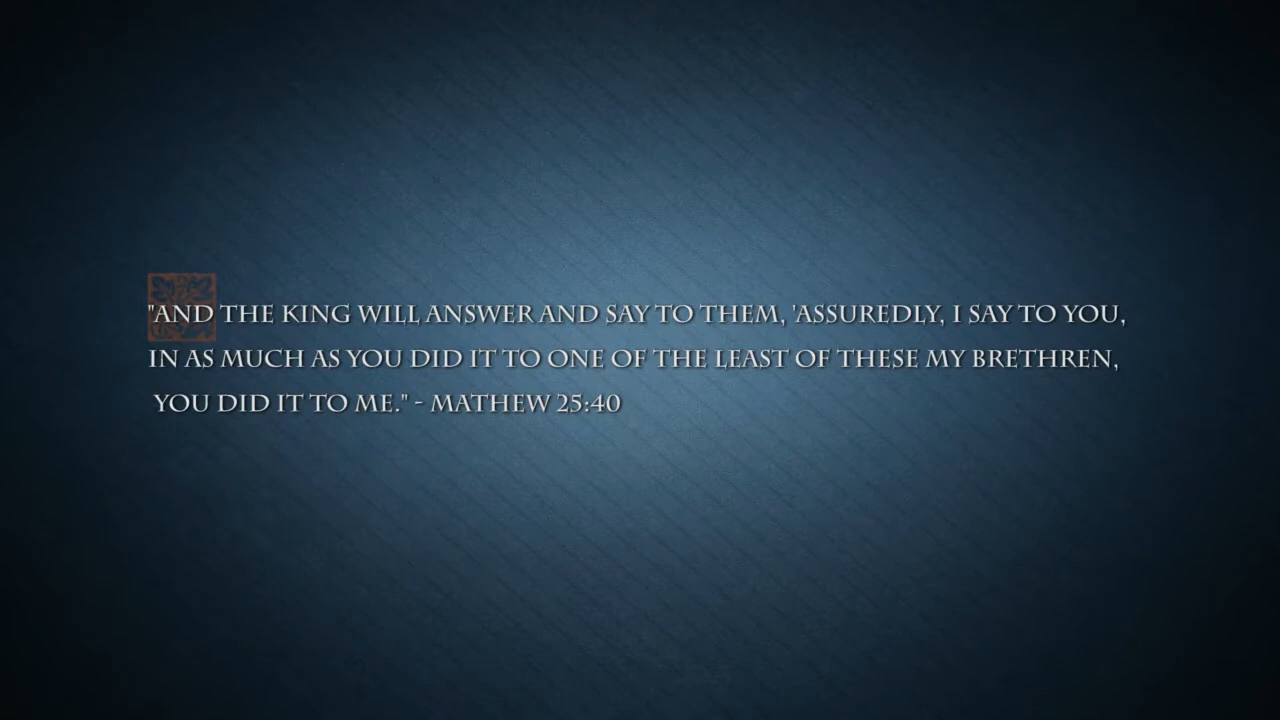 "AND THE KING WILL ANSWER AND SAY TO THEM, 'ASSUREDLY, I SAY TO YOU,
IN AS MUCH AS YOU DID IT TO ONE OF THE LEAST OF THESE MY BRETHREN,
YOU DID IT TO ME." - MATHEW 25:40